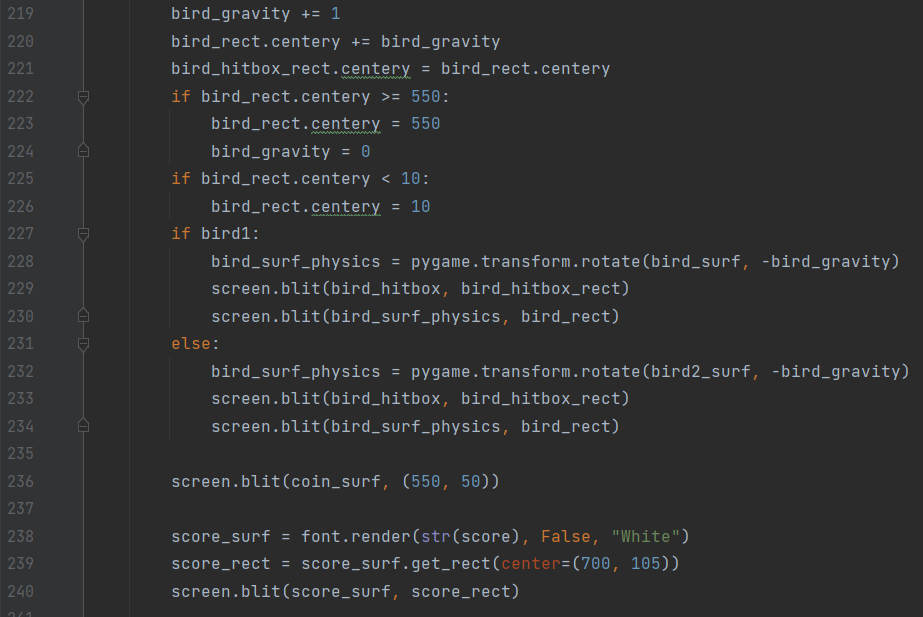 219 bird_gravity += 1
220 bird_rect.centery += bird_gravity
221 bird_hitbox_rect.centery = bird_rect.centery
222 if bird_rect.centery >= 550:
223     bird_rect.centery = 550
224     bird_gravity = 0
225 if bird_rect.centery < 10:
226     bird_rect.centery = 10
227 if bird1:
228     bird_surf_physics = pygame.transform.rotate(bird_surf, -bird_gravity)
229     screen.blit(bird_hitbox, bird_hitbox_rect)
230     screen.blit(bird_surf_physics, bird_rect)
231 else:
232     bird_surf_physics = pygame.transform.rotate(bird2_surf, -bird_gravity)
233     screen.blit(bird_hitbox, bird_hitbox_rect)
234     screen.blit(bird_surf_physics, bird_rect)
235
236 screen.blit(coin_surf, (550, 50))
237
238 score_surf = font.render(str(score), False, "White")
239 score_rect = score_surf.get_rect(center=(700, 105))
240 screen.blit(score_surf, score_rect)